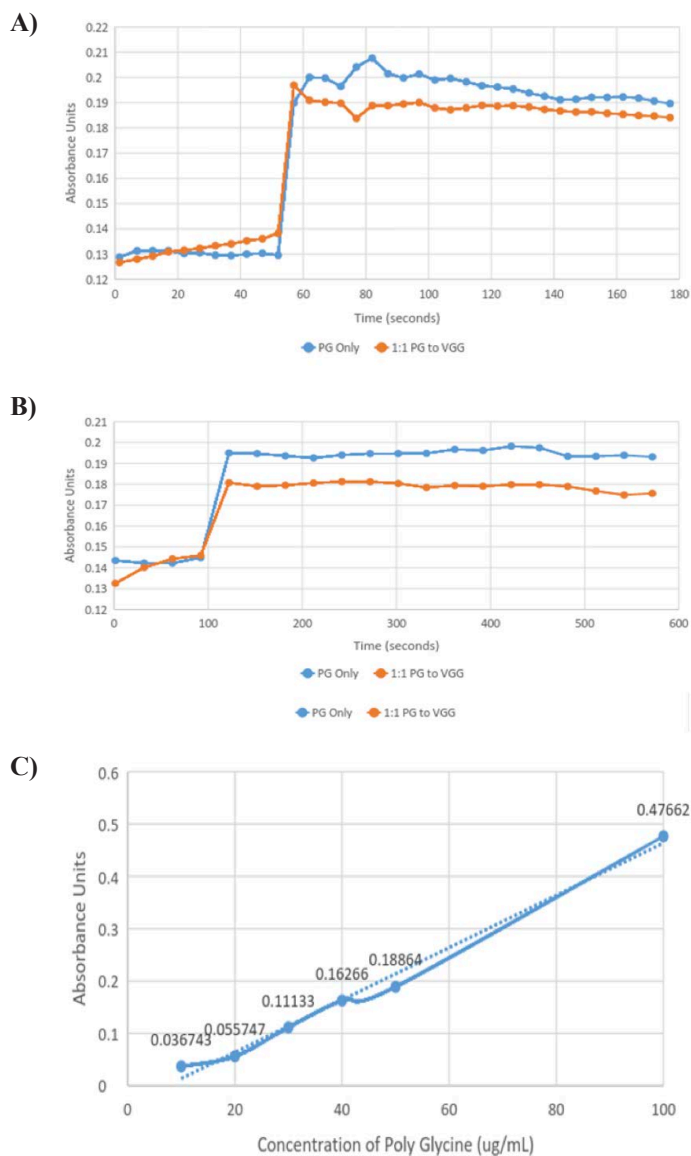 A)
0.22
0.21
0.2
0.19
0.18
0.17
0.16
0.15
0.14
0.13
0.12
Absorbance Units
0 20 40 60 80 100 120 140 160 180
Time (seconds)
PG Only 1:1 PG to VGG
B)
0.21
0.2
0.19
0.18
0.17
0.16
0.15
0.14
0.13
0.12
Absorbance Units
0 100 200 300 400 500 600
Time (seconds)
PG Only 1:1 PG to VGG
PG Only 1:1 PG to VGG
C)
0.6
0.5
0.4
0.3
0.2
0.1
0
Absorbance Units
0.47662
0.18864
0.16266
0.11133
0.055747
0.036743
0 20 40 60 80 100
Concentration of Poly Glycine (ug/mL)